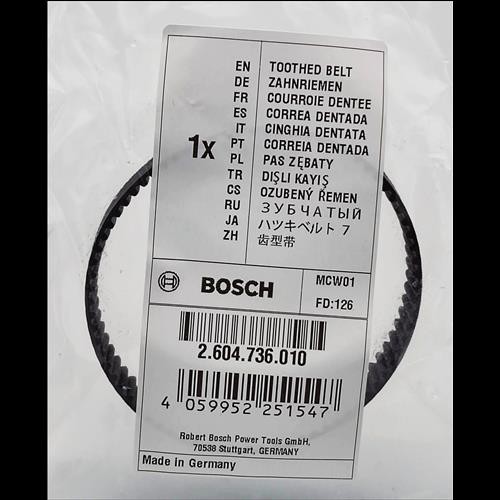 1x
EN TOOTHED BELT
DE ZAHNRIEMEN
FR COURROIE DENTEE
ES CORREA DENTADA
IT CINGHIA DENTATA
PT CORREIA DENTADA
PL PAS ZĘBATY
TR DIŞLI KAYIŞ
CS OZUBENÝ ŘEMEN
RU ЗУБЧАТЫЙ
JA ハツキベルト 7
ZH 齿型带
BOSCH
MCW01
FD:126
2.604.736.010
4 059952 251547
Robert Bosch Power Tools GmbH,
70538 Stuttgart, GERMANY
Made in Germany